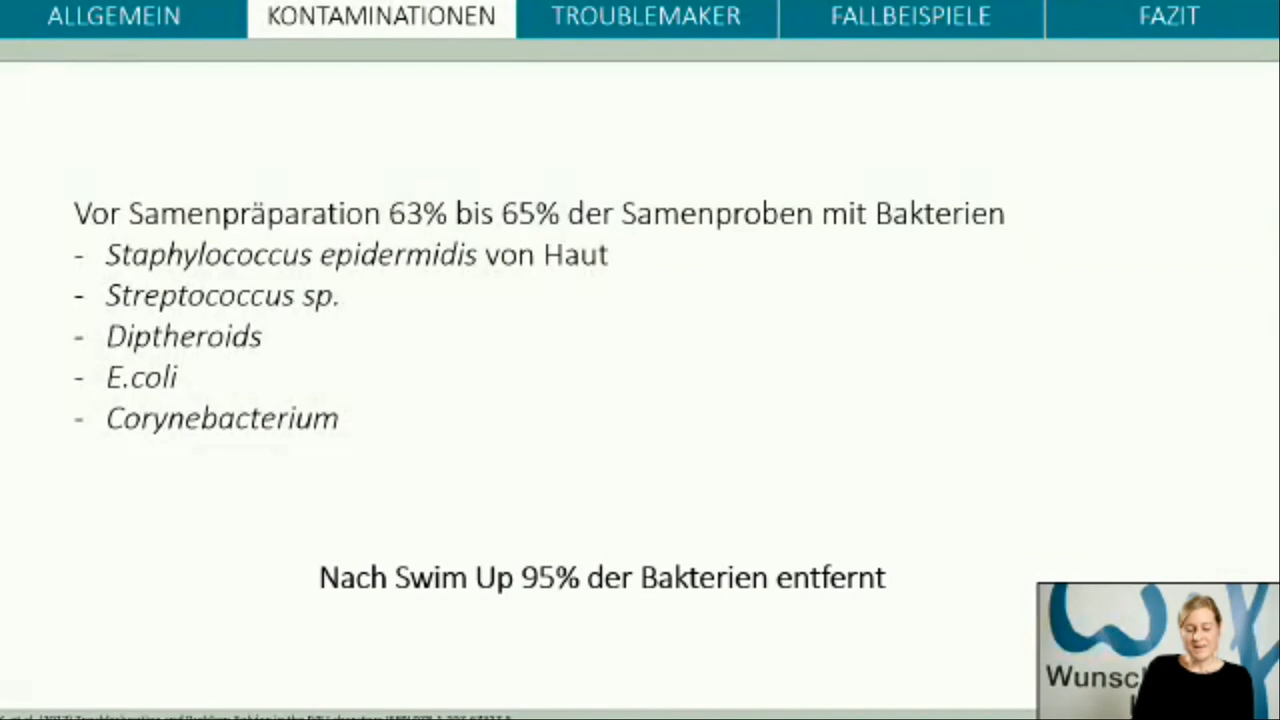 ALLGEMEIN KONTAMINATIONEN TROUBLEMAKER FALLBEISPIELE FAZIT
Vor Samenpräparation 63% bis 65% der Samenproben mit Bakterien
- Staphylococcus epidermidis von Haut
- Streptococcus sp.
- Diptheroids
- E.coli
- Corynebacterium
Nach Swim Up 95% der Bakterien entfernt
Wunsc